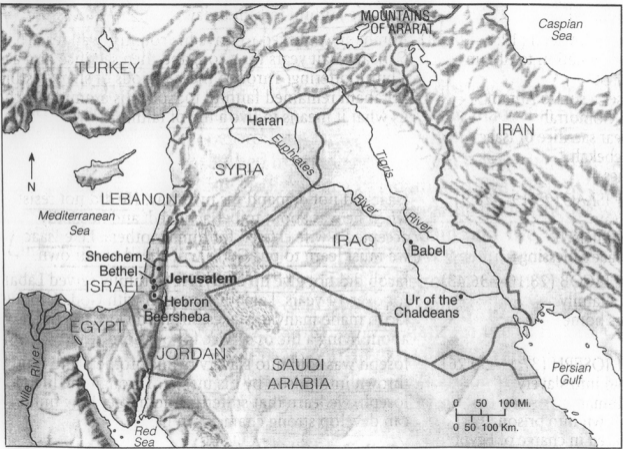 MOUNTAINS
OF ARARAT
Caspian
Sea
TURKEY
Haran
IRAN
Euphrates
River
Tigris
River
SYRIA
N
LEBANON
Mediterranean
Sea
IRAQ
Babel
Shechem
Bethel
Jerusalem
ISRAEL
Hebron
Beersheba
Ur of the
Chaldeans
EGYPT
JORDAN
SAUDI
ARABIA
Persian
Gulf
Nile River
Red
Sea
0 50 100 Mi.
0 50 100 Km.